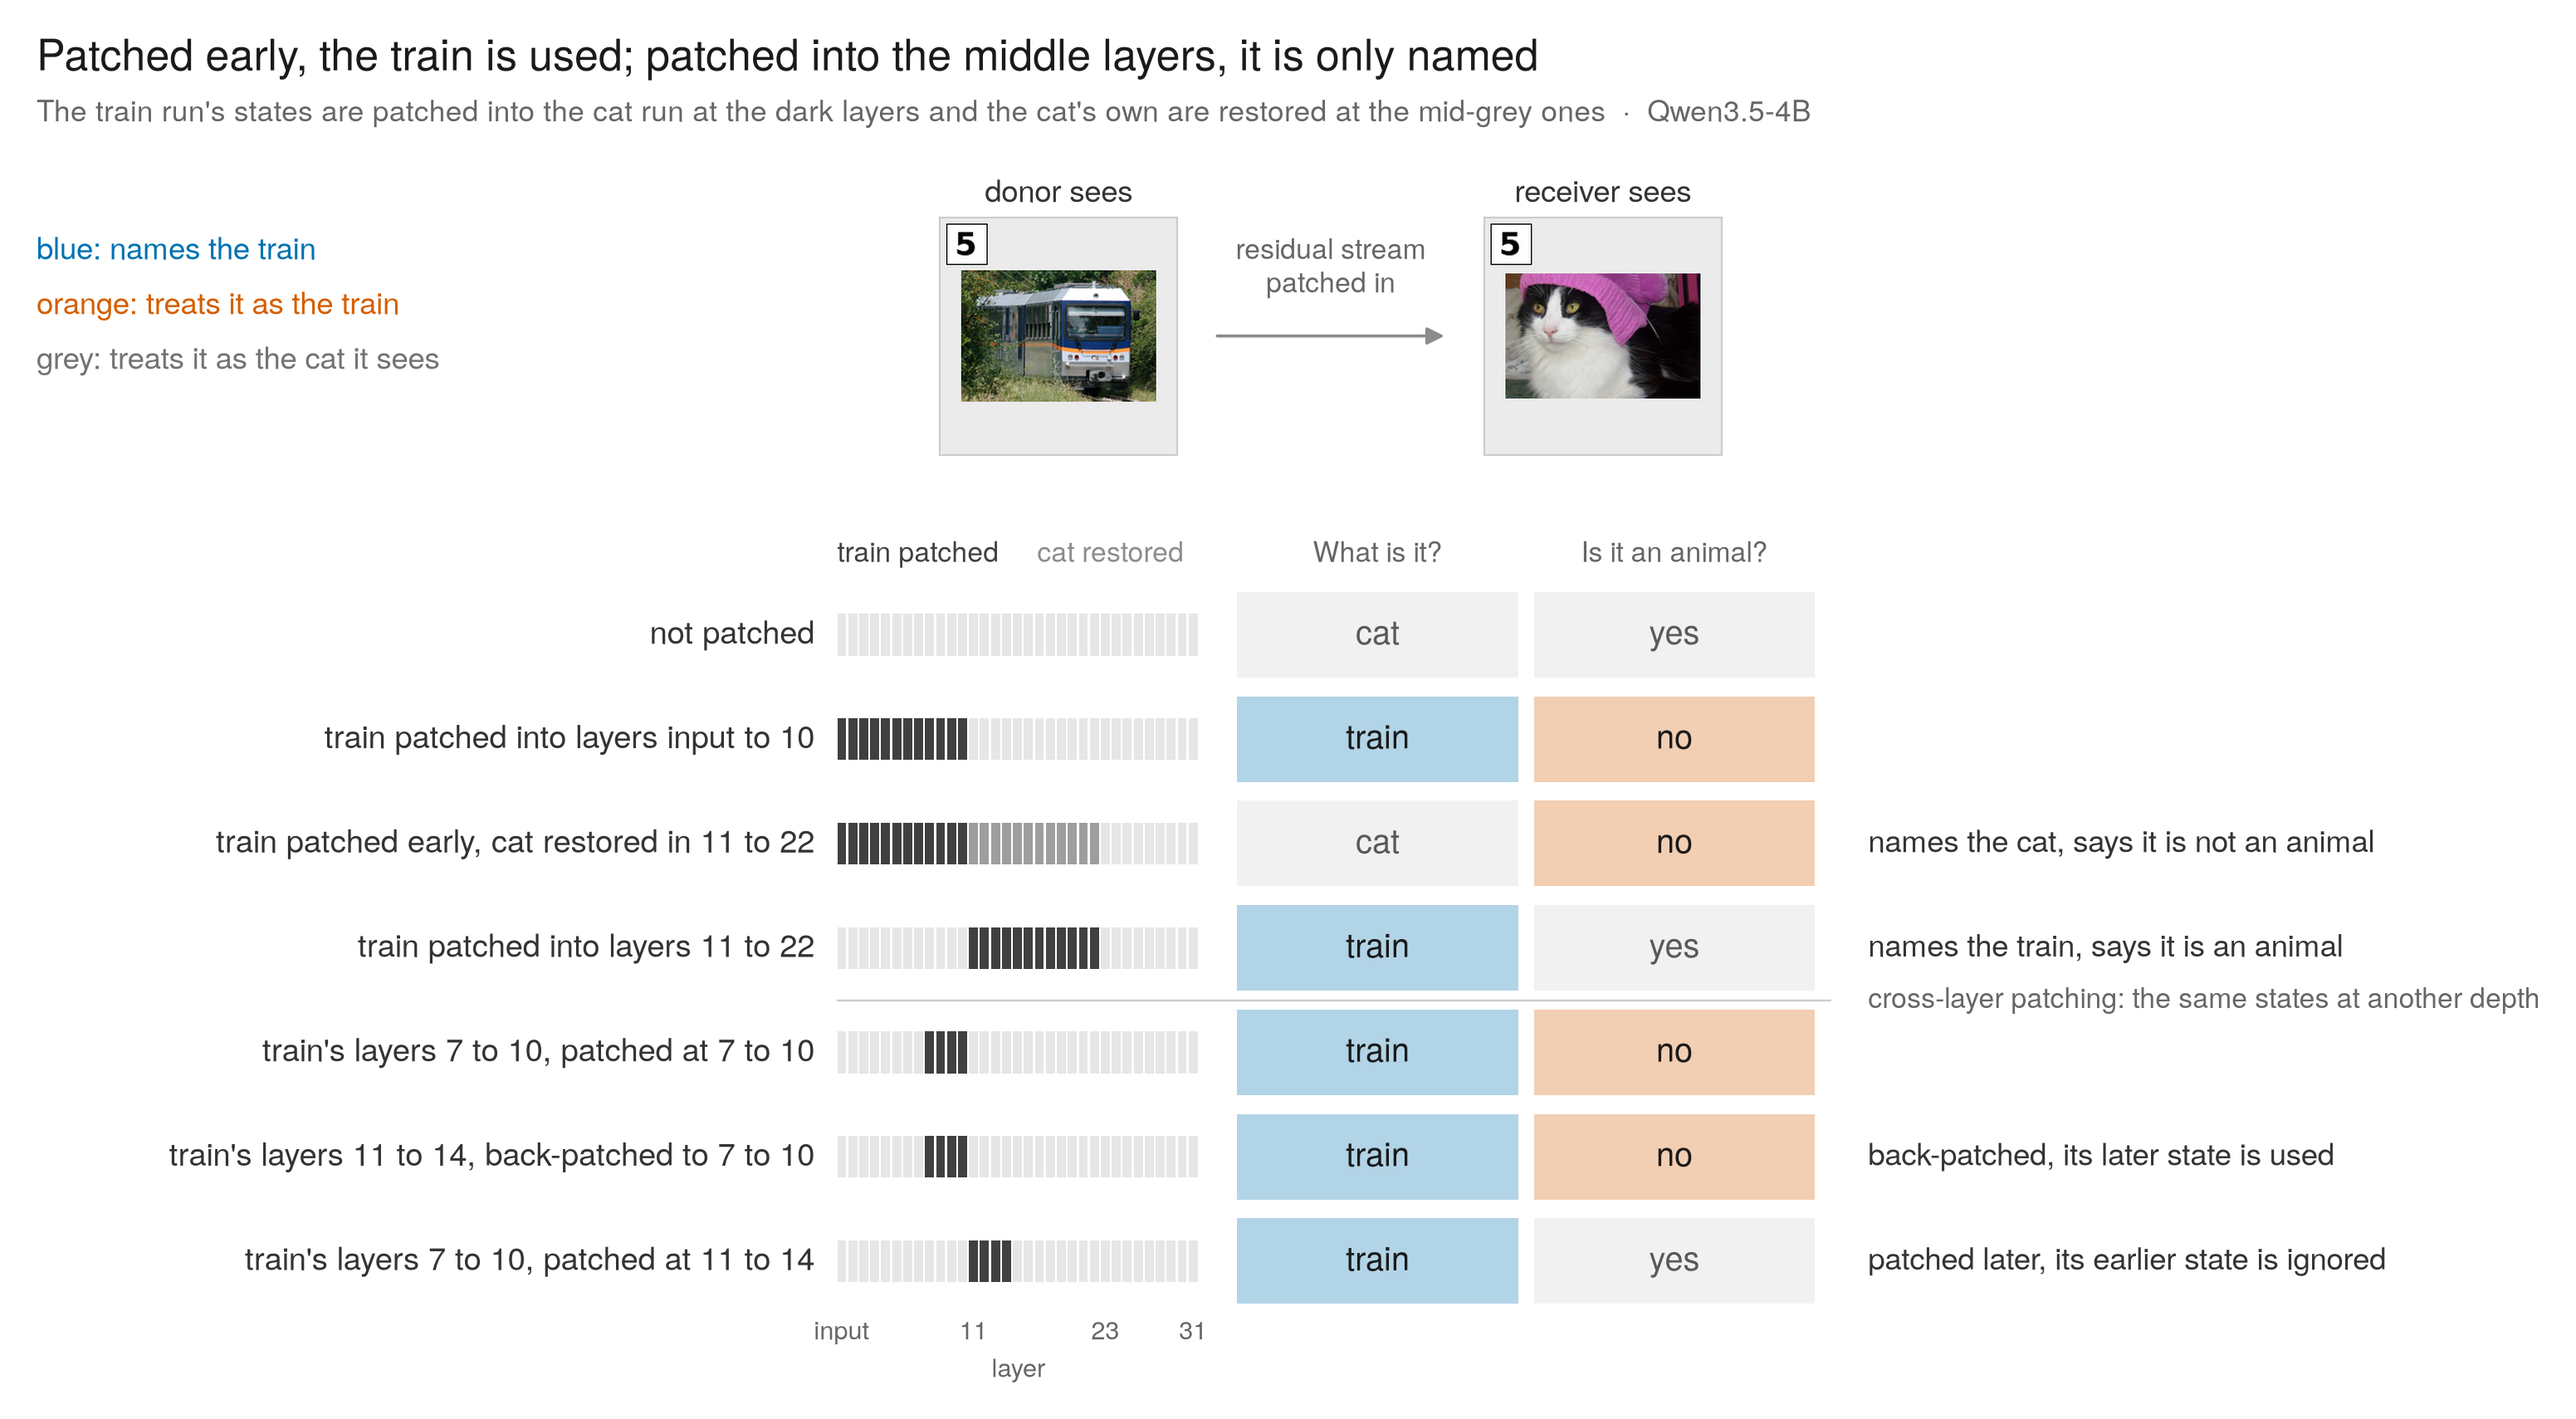 Patched early, the train is used; patched into the middle layers, it is only named
The train run's states are patched into the cat run at the dark layers and the cat's own are restored at the mid-grey ones · Qwen3.5-4B
donor sees
receiver sees
blue: names the train
orange: treats it as the train
grey: treats it as the cat it sees
5
residual stream
patched in
5
train patched
cat restored
What is it?
Is it an animal?
not patched
cat
yes
train patched into layers input to 10
train
no
train patched early, cat restored in 11 to 22
cat
no
names the cat, says it is not an animal
train patched into layers 11 to 22
train
yes
names the train, says it is an animal
cross-layer patching: the same states at another depth
train's layers 7 to 10, patched at 7 to 10
train
no
train's layers 11 to 14, back-patched to 7 to 10
train
no
back-patched, its later state is used
train's layers 7 to 10, patched at 11 to 14
train
yes
patched later, its earlier state is ignored
input
11
23
31
layer